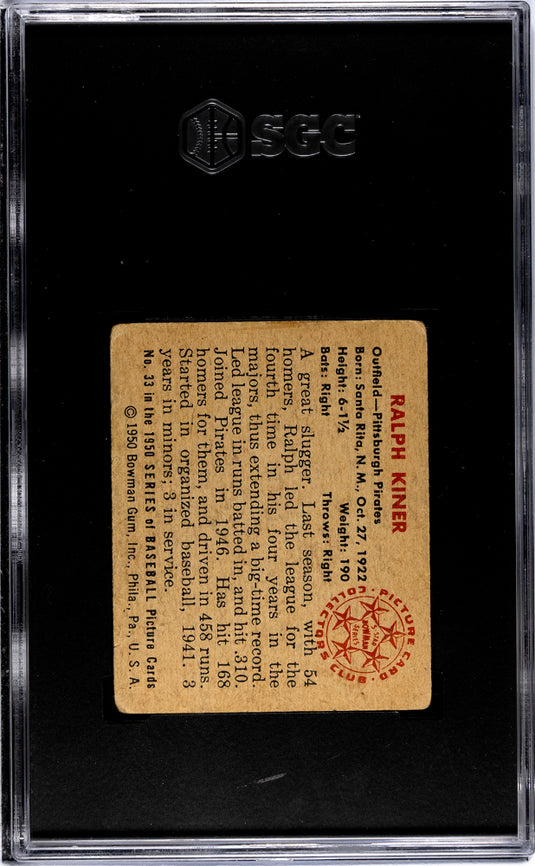 SGC
RALPH KINER
Outfield—Pittsburgh Pirates
Born: Santa Rita, N. M., Oct. 27, 1922
Height: 6-1½ Weight: 190
Bats: Right Throws: Right
A great slugger. Last season, with 54
homers, Ralph led the league for the
fourth time in his four years in the
majors, thus extending a big-time record.
Led league in runs batted in, and hit .310.
Joined Pirates in 1946. Has hit 168
homers for them, and driven in 458 runs.
Started in organized baseball, 1941. 3
years in minors; 3 in service.
No. 33 in the 1950 SERIES of BASEBALL Picture Cards
©1950 Bowman Gum, Inc., Phila., Pa., U. S. A.
PICTURE CARD
COLLECTORS CLUB
BOWMAN